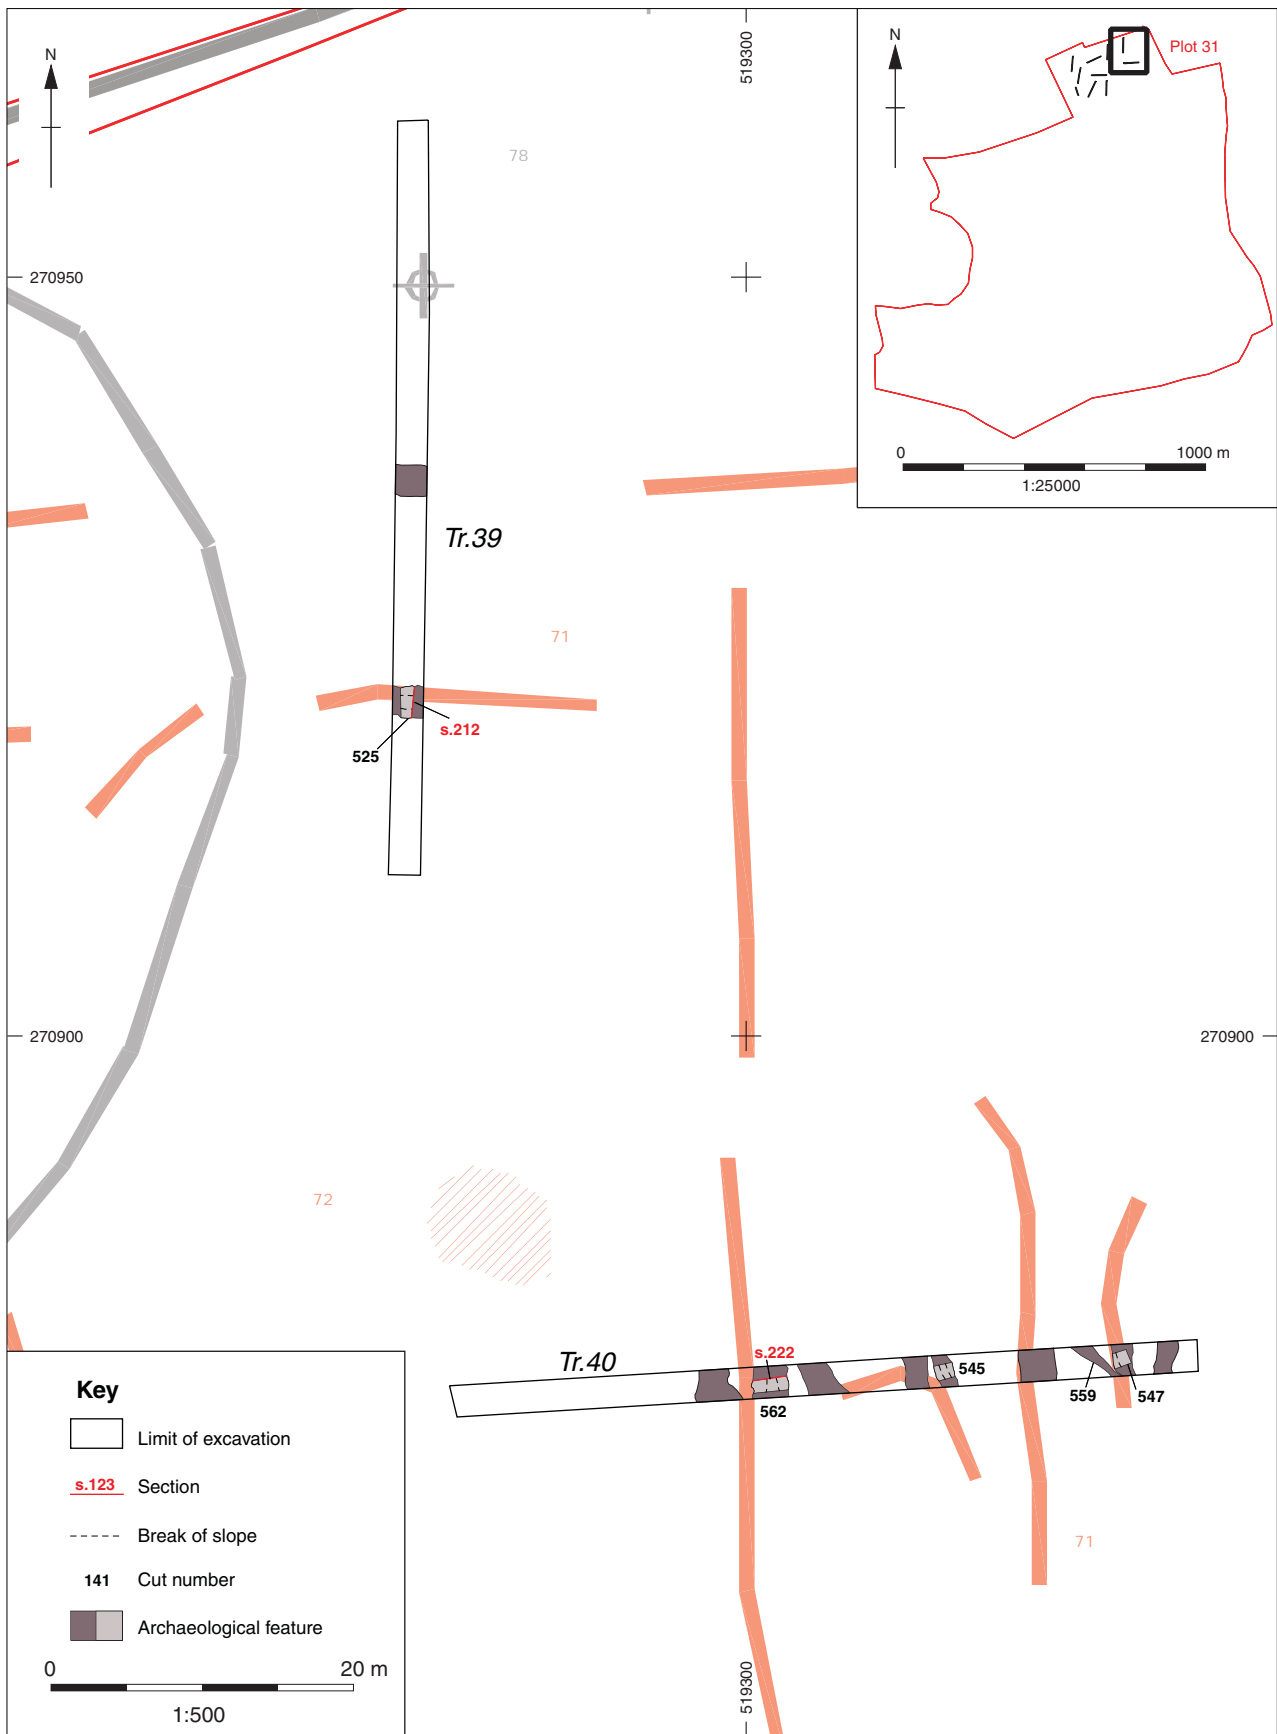 N
519300
N
Plot 31
78
270950
0 1000 m
1:25000
Tr.39
71
s.212
525
270900
270900
72
Tr.40
s.222
562
545
559
547
71
Key
Limit of excavation
s.123 Section
Break of slope
141 Cut number
Archaeological feature
0 20 m
1:500
519300